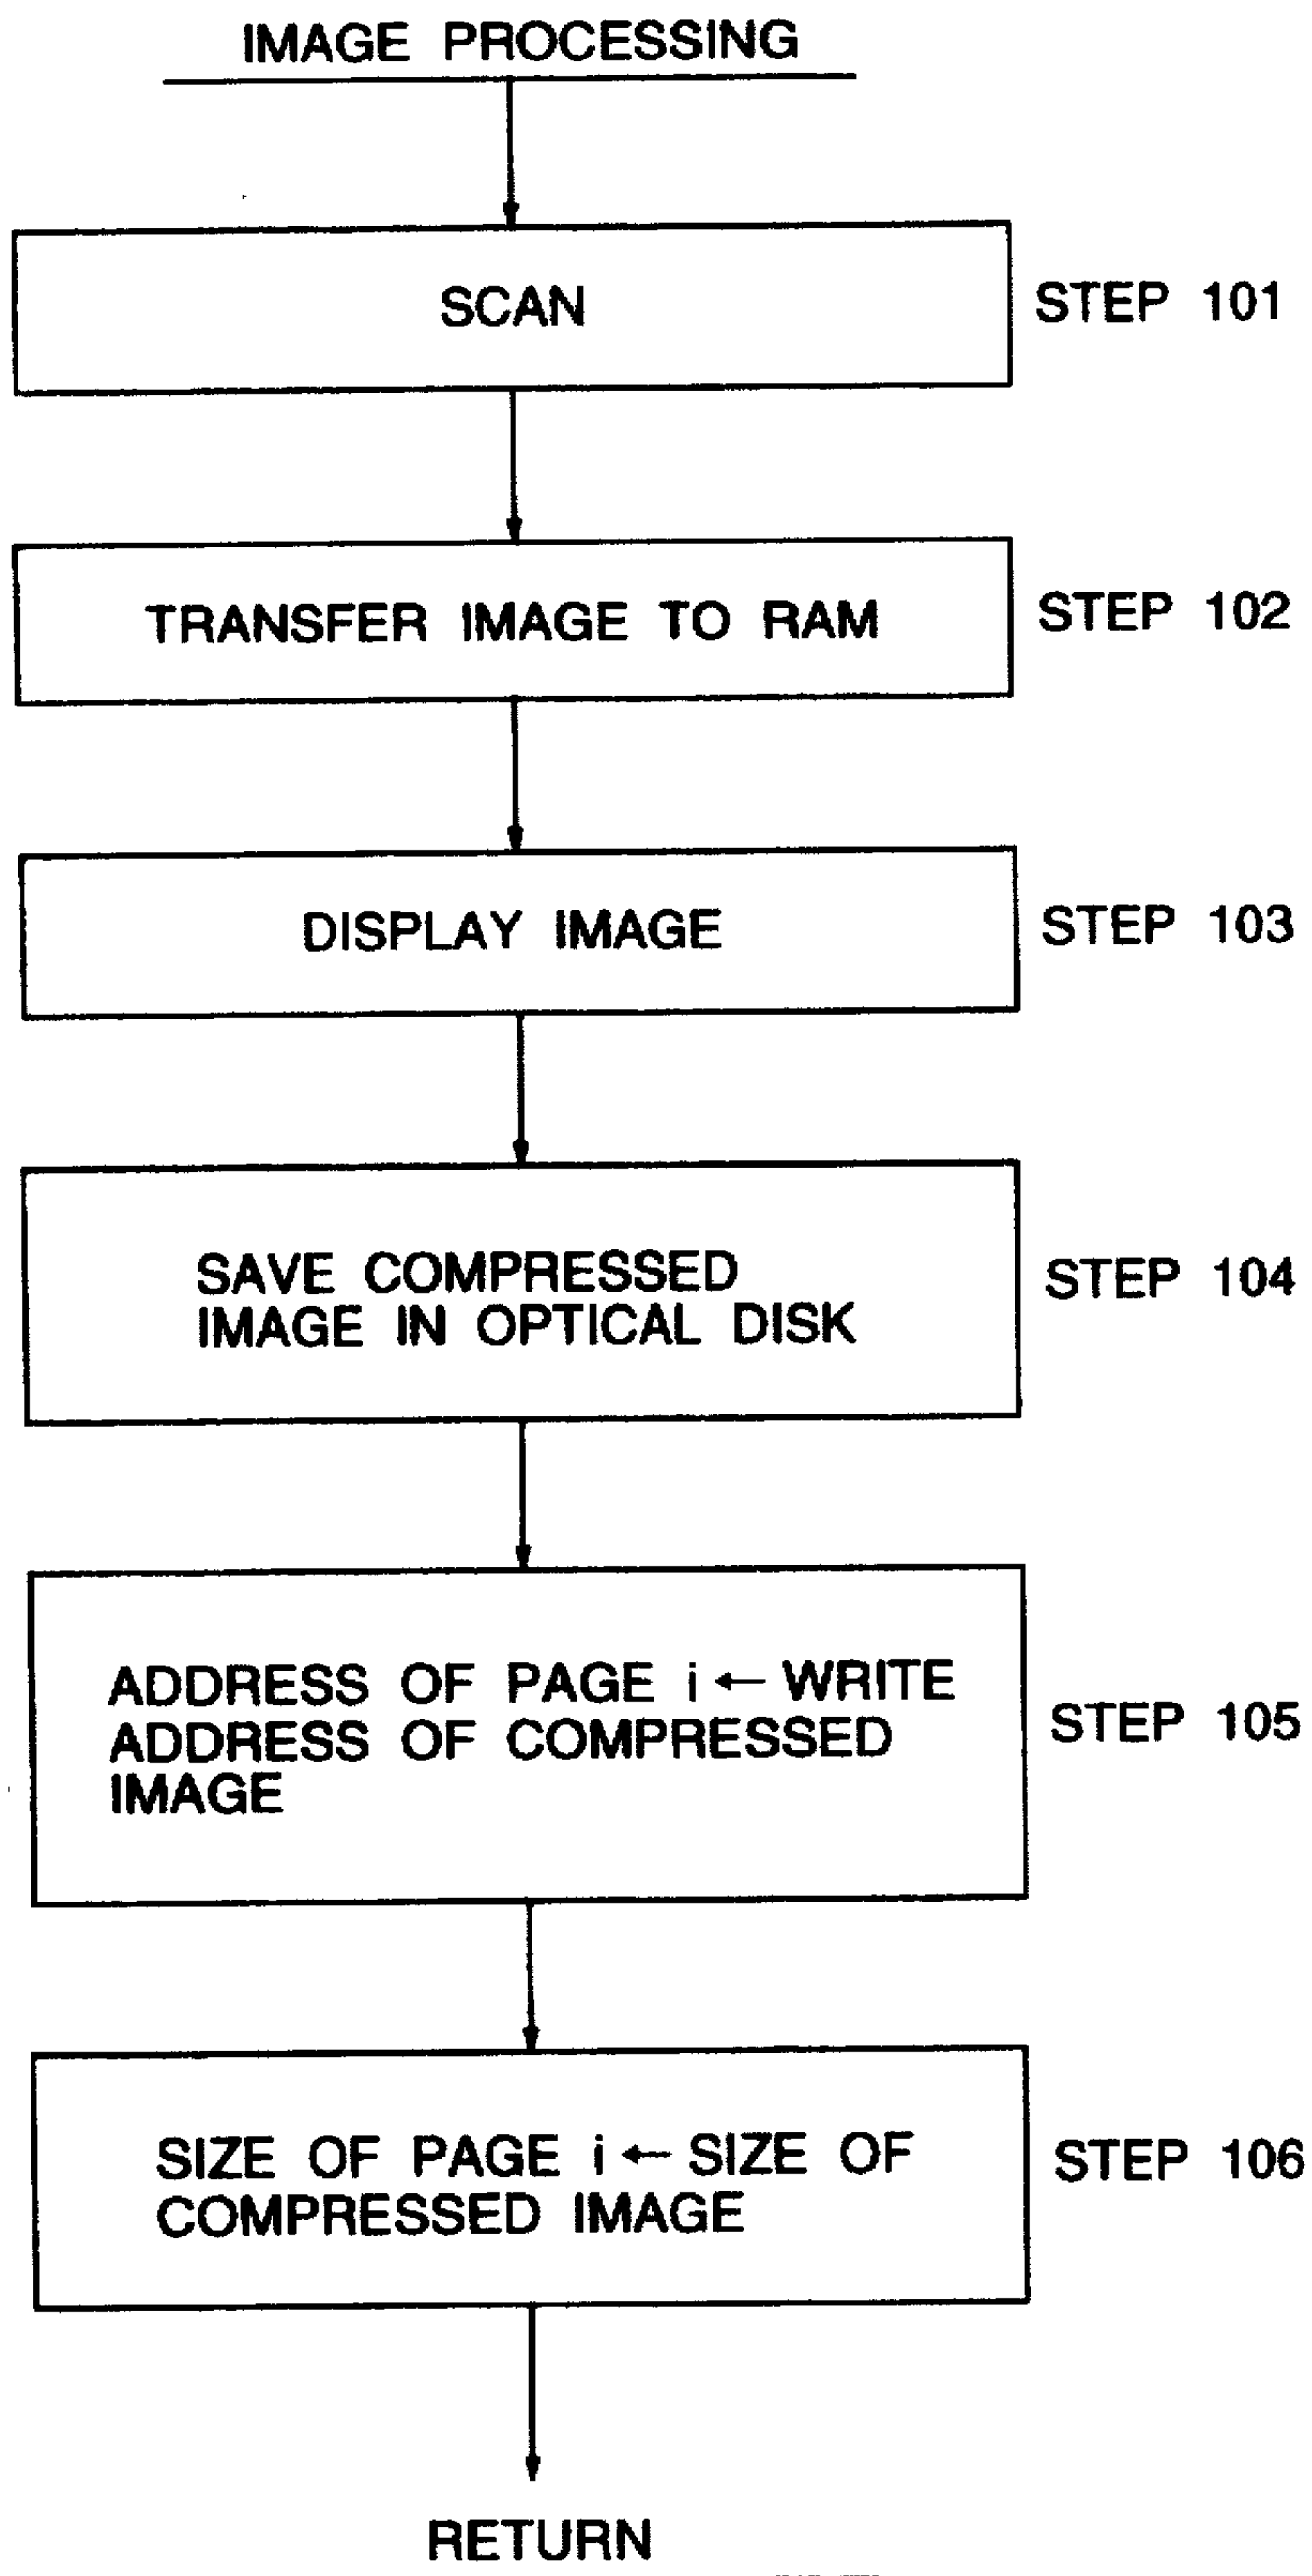 IMAGE PROCESSING
SCAN
STEP 101
TRANSFER IMAGE TO RAM
STEP 102
DISPLAY IMAGE
STEP 103
SAVE COMPRESSED
IMAGE IN OPTICAL DISK
STEP 104
ADDRESS OF PAGE i ← WRITE
ADDRESS OF COMPRESSED
IMAGE
STEP 105
SIZE OF PAGE i ← SIZE OF
COMPRESSED IMAGE
STEP 106
RETURN